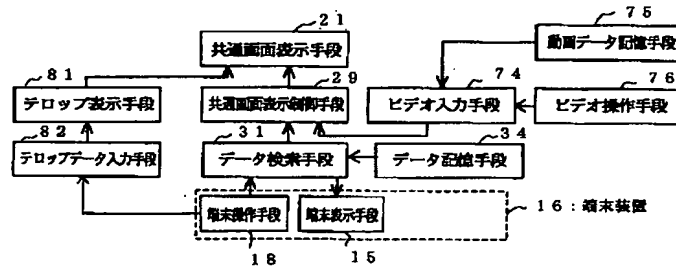 21
75
共通画面表示手段
動画データ記憶手段
81
29
74
76
テロップ表示手段
共通画面表示制御手段
ビデオ入力手段
ビデオ操作手段
82
31
34
テロップデータ入力手段
データ検索手段
データ記憶手段
16:端末装置
端末操作手段
端末表示手段
18
15